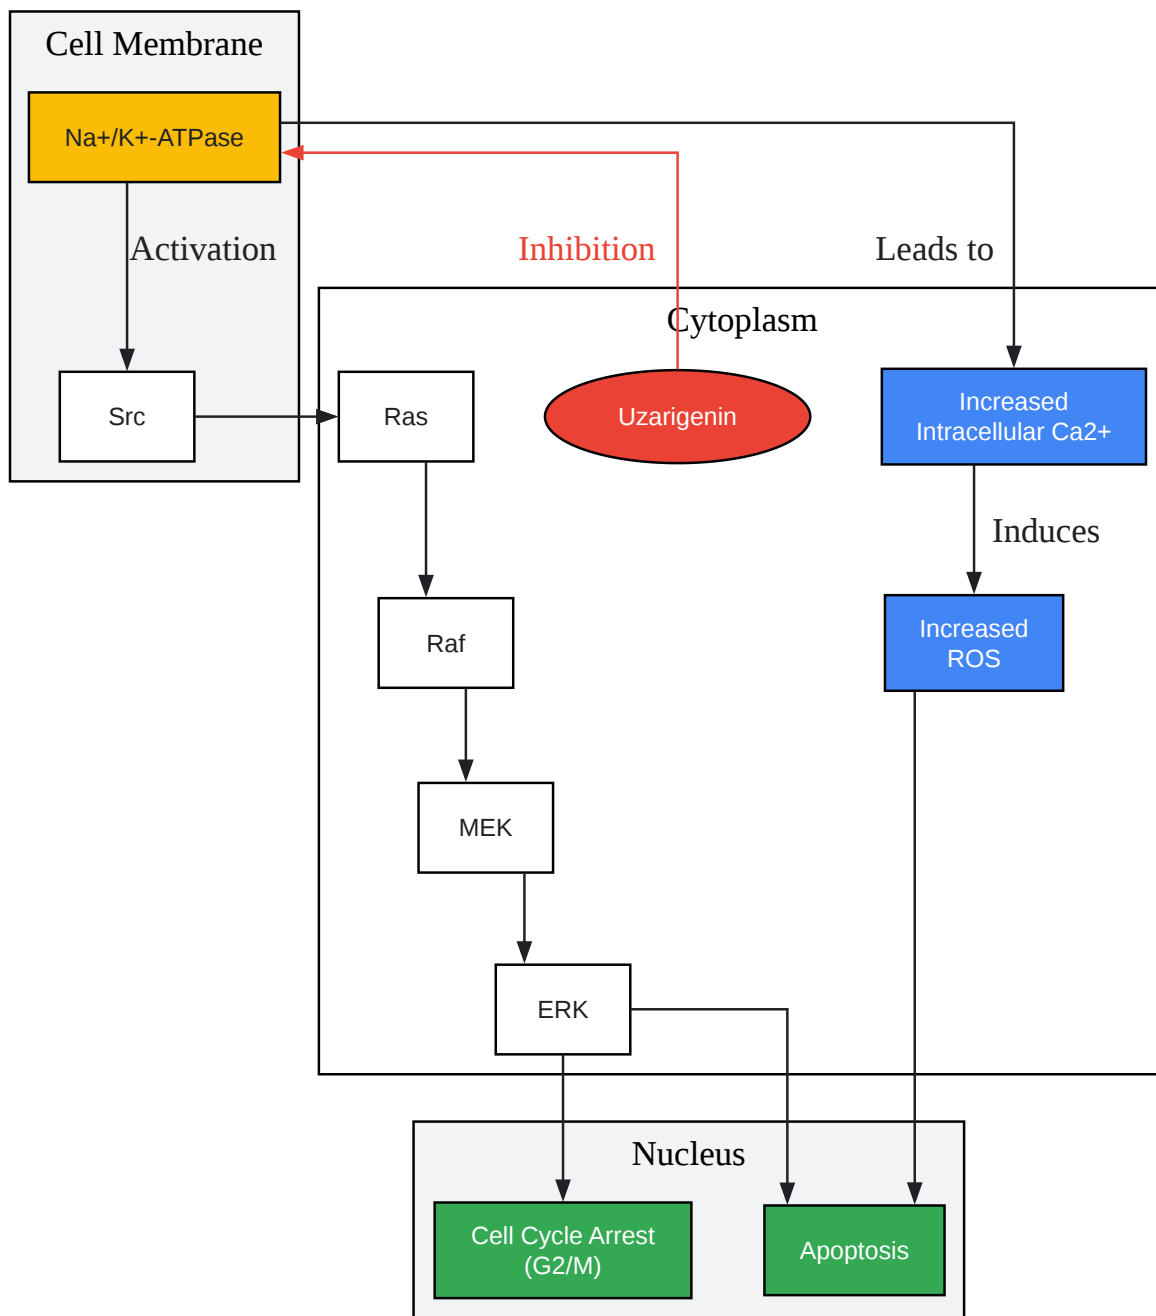 Cell Membrane
Na+/K+-ATPase
Activation
Inhibition
Leads to
Cytoplasm
Src
Ras
Uzarigenin
Increased
Intracellular Ca2+
Induces
Raf
Increased
ROS
MEK
ERK
Nucleus
Cell Cycle Arrest
(G2/M)
Apoptosis